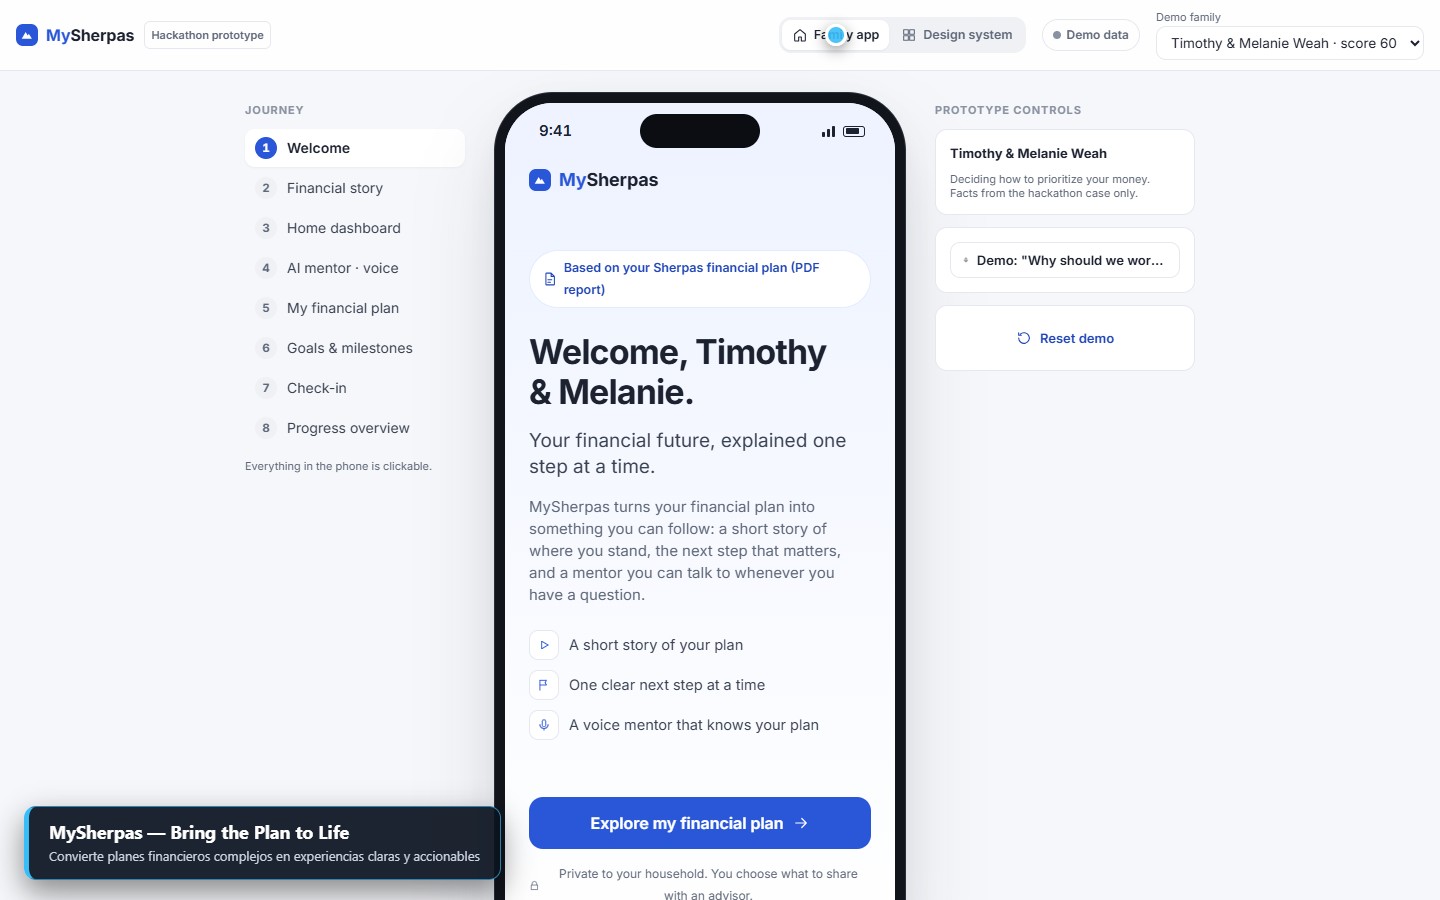 MySherpas
Hackathon prototype
Family app
Design system
Demo data
Demo family
Timothy & Melanie Weah · score 60
JOURNEY
1 Welcome
2 Financial story
3 Home dashboard
4 AI mentor · voice
5 My financial plan
6 Goals & milestones
7 Check-in
8 Progress overview
Everything in the phone is clickable.
9:41
MySherpas
Based on your Sherpas financial plan (PDF
report)
Welcome, Timothy
& Melanie.
Your financial future, explained one
step at a time.
MySherpas turns your financial plan into
something you can follow: a short story of
where you stand, the next step that matters,
and a mentor you can talk to whenever you
have a question.
A short story of your plan
One clear next step at a time
A voice mentor that knows your plan
Explore my financial plan
Private to your household. You choose what to share
with an advisor.
PROTOTYPE CONTROLS
Timothy & Melanie Weah
Deciding how to prioritize your money.
Facts from the hackathon case only.
Demo: "Why should we wor...
Reset demo
MySherpas — Bring the Plan to Life
Convierte planes financieros complejos en experiencias claras y accionables